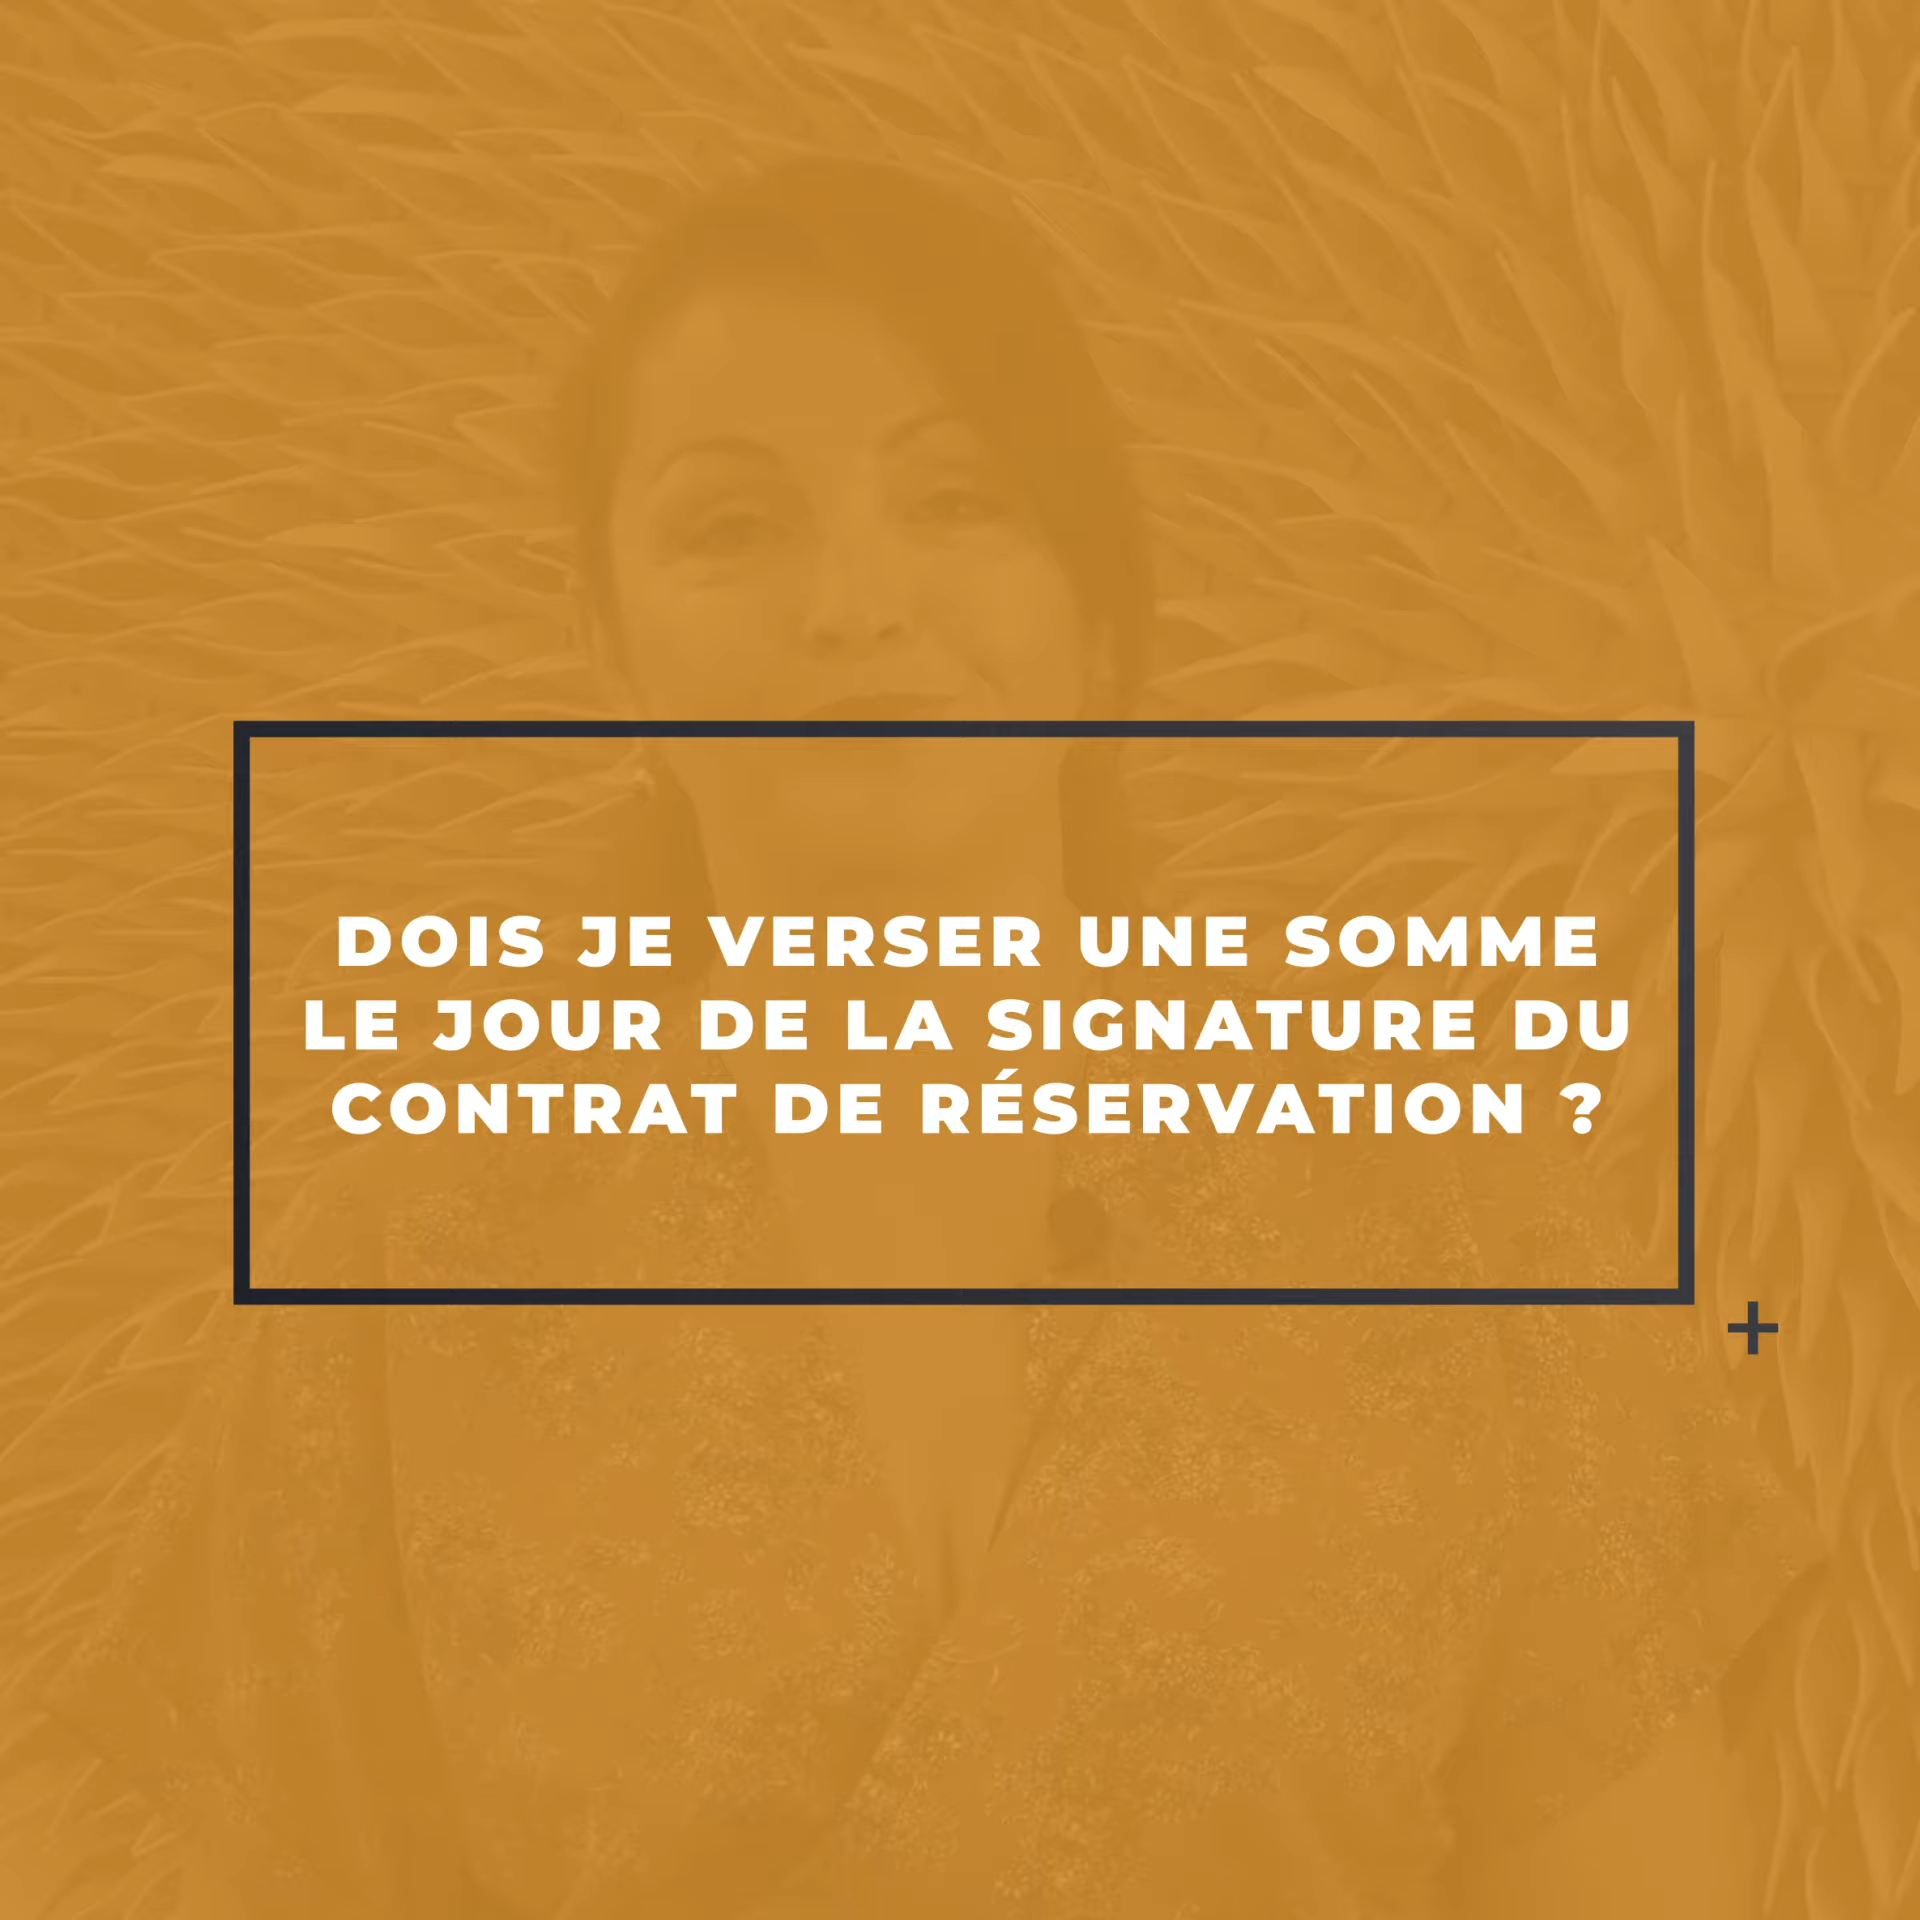 DOIS JE VERSER UNE SOMME
LE JOUR DE LA SIGNATURE DU
CONTRAT DE RÉSERVATION ?